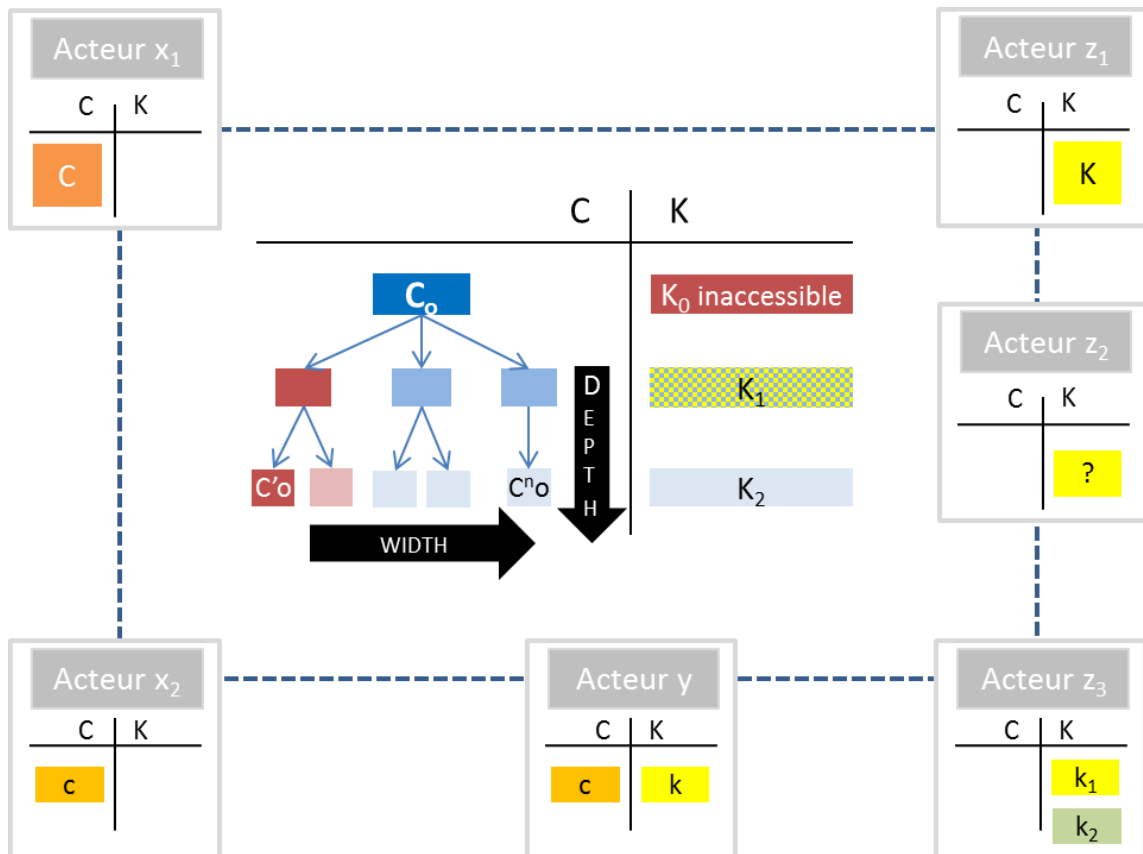 Acteur x₁
C K
C
Acteur z₁
C K
K
C K
C₀
K₀ inaccessible
K₁
DEPTH
C'o
Cⁿo
K₂
WIDTH
Acteur z₂
C K
?
Acteur x₂
C K
c
Acteur y
C K
c k
Acteur z₃
C K
k₁
k₂